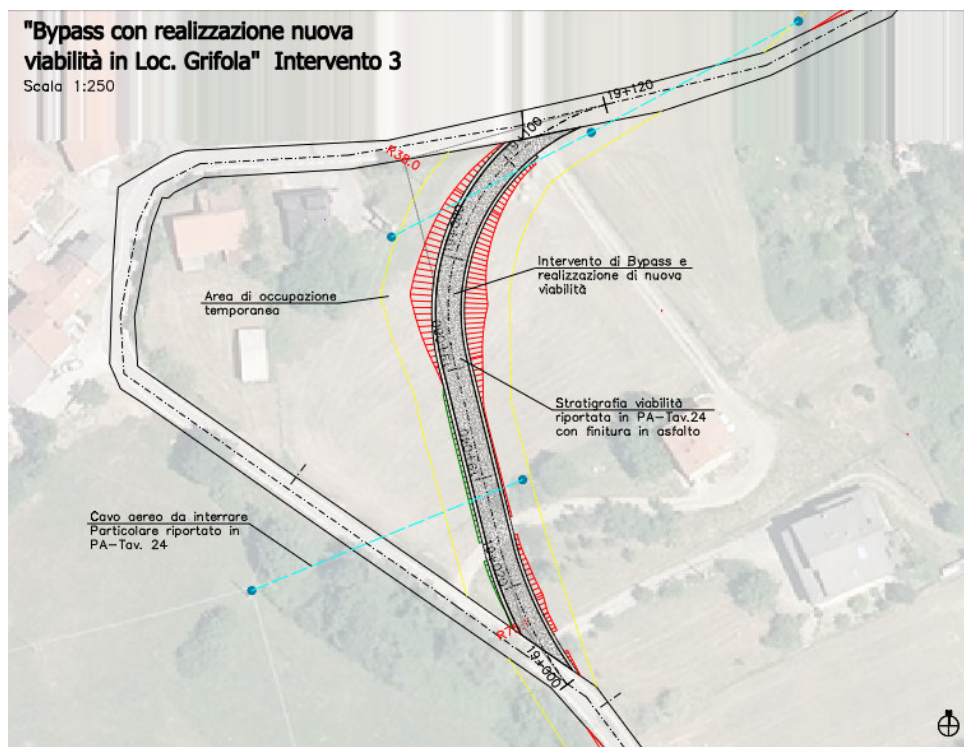 "Bypass con realizzazione nuova
viabilità in Loc. Grifola" Intervento 3
Scala 1:250
19+120
R38.0
Intervento di Bypass e
realizzazione di nuova
viabilità
Area di occupazione
temporanea
Stratigrafia viabilità
riportata in PA-Tav.24
con finitura in asfalto
Cavo aereo da interrare
Particolare riportato in
PA-Tav. 24
19+000